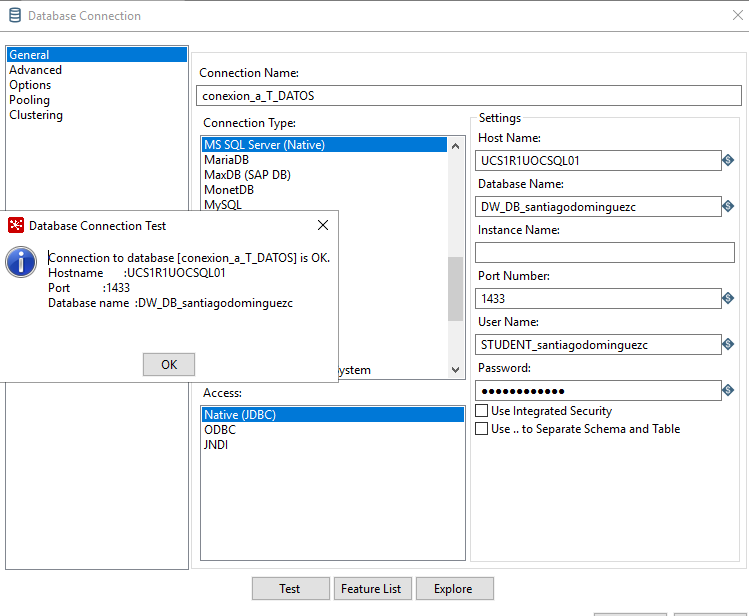 Database Connection
General
Advanced
Options
Pooling
Clustering
Connection Name:
conexion_a_T_DATOS
Connection Type:
MS SQL Server (Native)
MariaDB
MaxDB (SAP DB)
MonetDB
MySQL
ystem
Access:
Native (JDBC)
ODBC
JNDI
Settings
Host Name:
UCS1R1UOCSQL01
Database Name:
DW_DB_santiagodominguezc
Instance Name:
Port Number:
1433
User Name:
STUDENT_santiagodominguezc
Password:
●●●●●●●●●●●●
Use Integrated Security
Use .. to Separate Schema and Table
Database Connection Test
Connection to database [conexion_a_T_DATOS] is OK.
Hostname :UCS1R1UOCSQL01
Port :1433
Database name :DW_DB_santiagodominguezc
OK
Test
Feature List
Explore